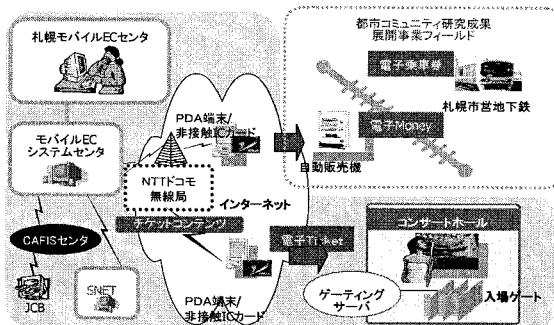 札幌モバイルECセンタ
モバイルEC
システムセンタ
CAFISセンタ
JCB
SNET
PDA端末/
非接触ICカード
NTTドコモ
無線局
インターネット
チケットコンテンツ
PDA端末/
非接触ICカード
都市コミュニティ研究成果
展開事業フィールド
電子乗車券
札幌市営地下鉄
電子Money
自動販売機
電子Ticket
コンサートホール
ゲーティング
サーバ
入場ゲート